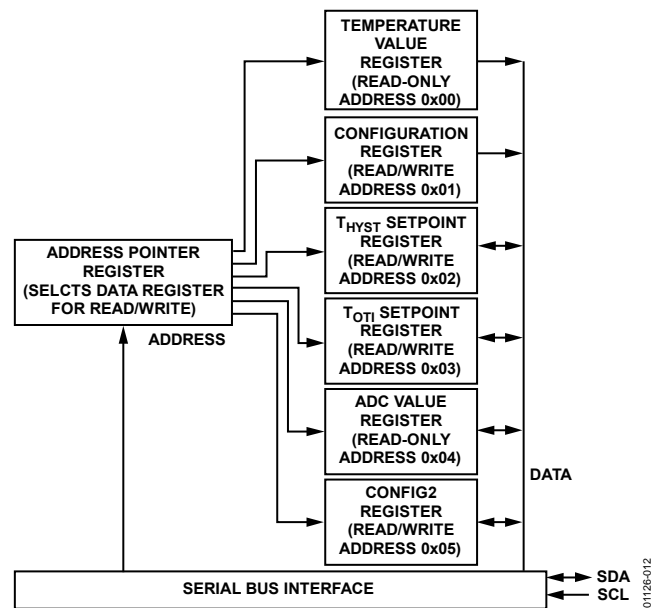 TEMPERATURE
VALUE
REGISTER
(READ-ONLY
ADDRESS 0x00)
CONFIGURATION
REGISTER
(READ/WRITE
ADDRESS 0x01)
THYST SETPOINT
REGISTER
(READ/WRITE
ADDRESS 0x02)
ADDRESS POINTER
REGISTER
(SELCTS DATA REGISTER
FOR READ/WRITE)
ADDRESS
TOTI SETPOINT
REGISTER
(READ/WRITE
ADDRESS 0x03)
ADC VALUE
REGISTER
(READ-ONLY
ADDRESS 0x04)
DATA
CONFIG2
REGISTER
(READ/WRITE
ADDRESS 0x05)
SERIAL BUS INTERFACE
SDA
SCL
01126-012